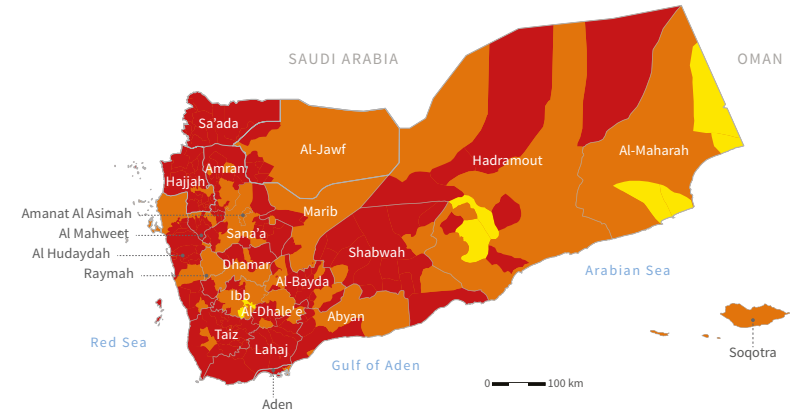 SAUDI ARABIA
OMAN
Sa'ada
Al-Jawf
Amran
Hajjah
Hadramout
Al-Maharah
Amanat Al Asimah
Marib
Al Mahweet
Sana'a
Al Hudaydah
Shabwah
Dhamar
Raymah
Al-Bayda
Arabian Sea
Ibb
Al-Dhale'e
Abyan
Taiz
Red Sea
Lahaj
Soqotra
Gulf of Aden
0 100 km
Aden